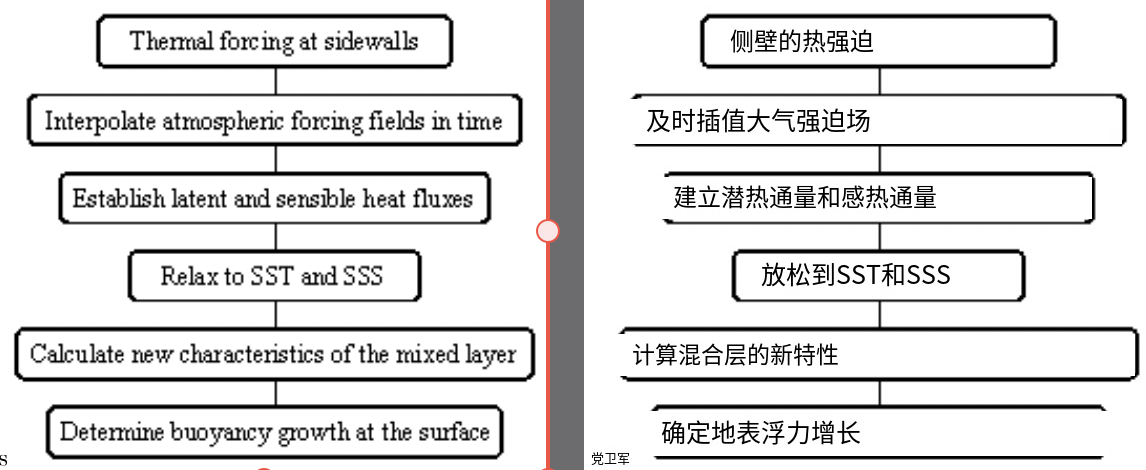 Thermal forcing at sidewalls
Interpolate atmospheric forcing fields in time
Establish latent and sensible heat fluxes
Relax to SST and SSS
Calculate new characteristics of the mixed layer
Determine buoyancy growth at the surface
s
侧壁的热强迫
及时插值大气强迫场
建立潜热通量和感热通量
放松到SST和SSS
计算混合层的新特性
确定地表浮力增长
党卫军